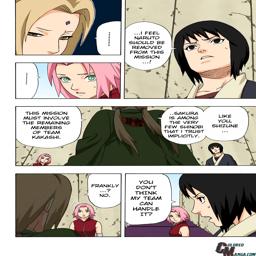 ...I FEEL
NARUTO
SHOULD BE
REMOVED
FROM THIS
MISSION
...!
LIKE
YOU,
SHIZUNE
...
...SAKURA
IS AMONG
THE VERY
FEW SHINOBI
THAT I TRUST
IMPLICITLY.
THIS MISSION
MUST INVOLVE
THE REMAINING
MEMBERS
OF TEAM
KAKASHI.
YOU
DON'T
THINK
MY TEAM
CAN
HANDLE
IT?
FRANKLY
...?
NO.
COLORED
MANGA.COM